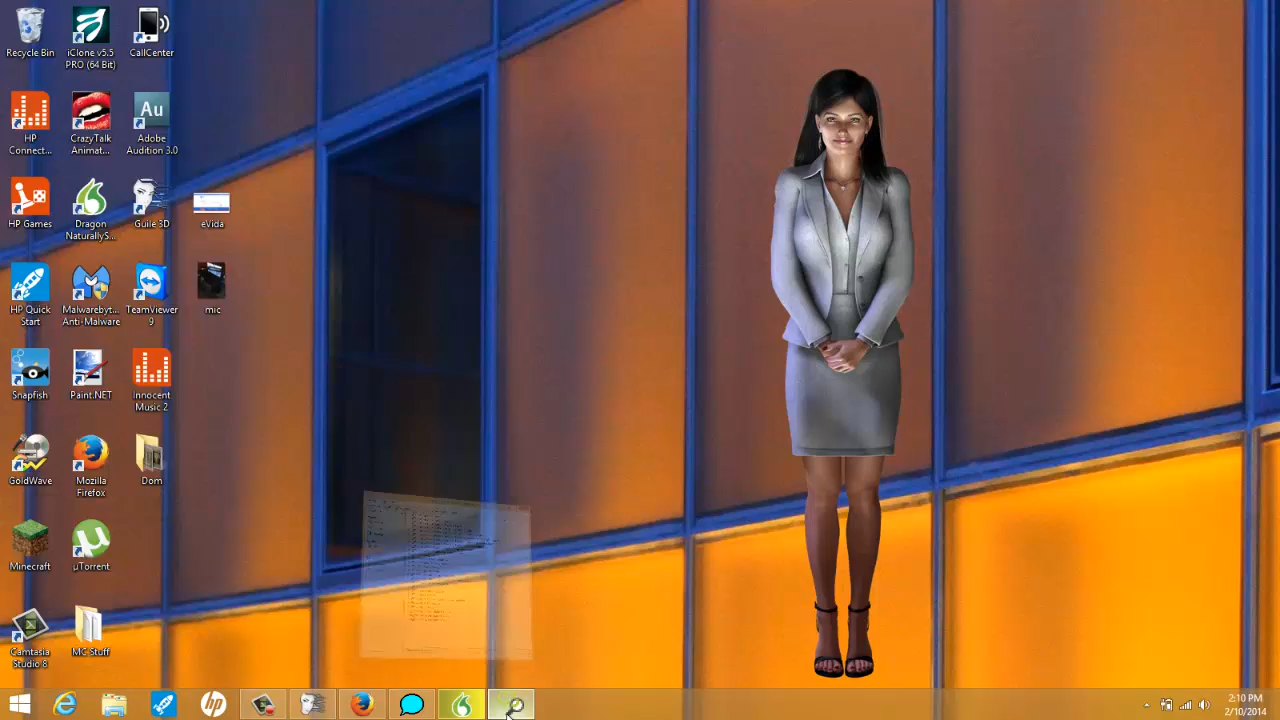 Recycle Bin
iClone v5.5
PRO (64 Bit)
CallCenter
HP
Connect...
CrazyTalk
Animat...
Au
Adobe
Audition 3.0
HP Games
Dragon
NaturallyS...
Guile 3D
eVida
HP Quick
Start
Malwarebyt...
Anti-Malware
TeamViewer
9
mic
Snapfish
Paint.NET
Innocent
Music 2
GoldWave
Mozilla
Firefox
Dom
Minecraft
µTorrent
Camtasia
Studio 8
MC Stuff
hp
2:10 PM
2/10/2014